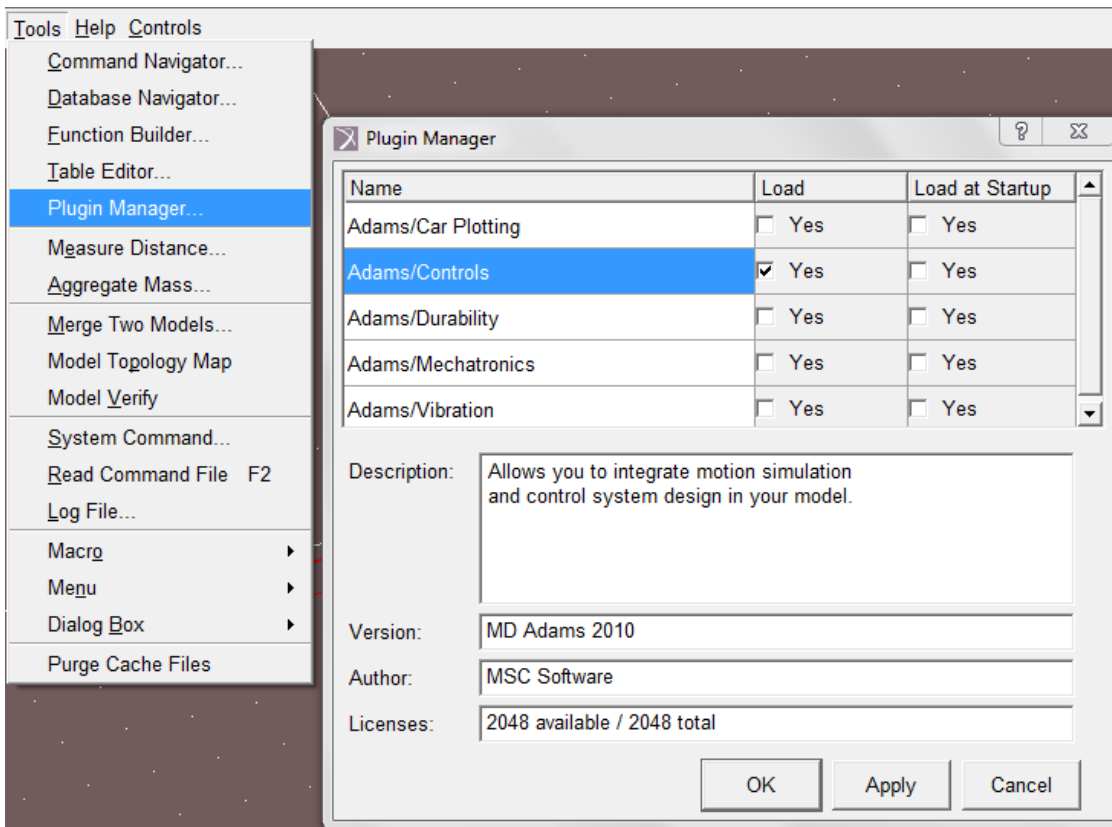 Tools Help Controls
Command Navigator...
Database Navigator...
Function Builder...
Table Editor...
Plugin Manager...
Measure Distance...
Aggregate Mass...
Merge Two Models...
Model Topology Map
Model Verify
System Command...
Read Command File F2
Log File...
Macro
Menu
Dialog Box
Purge Cache Files
Plugin Manager
Name Load Load at Startup
Adams/Car Plotting Yes Yes
Adams/Controls Yes Yes
Adams/Durability Yes Yes
Adams/Mechatronics Yes Yes
Adams/Vibration Yes Yes
Description: Allows you to integrate motion simulation
and control system design in your model.
Version: MD Adams 2010
Author: MSC Software
Licenses: 2048 available / 2048 total
OK Apply Cancel